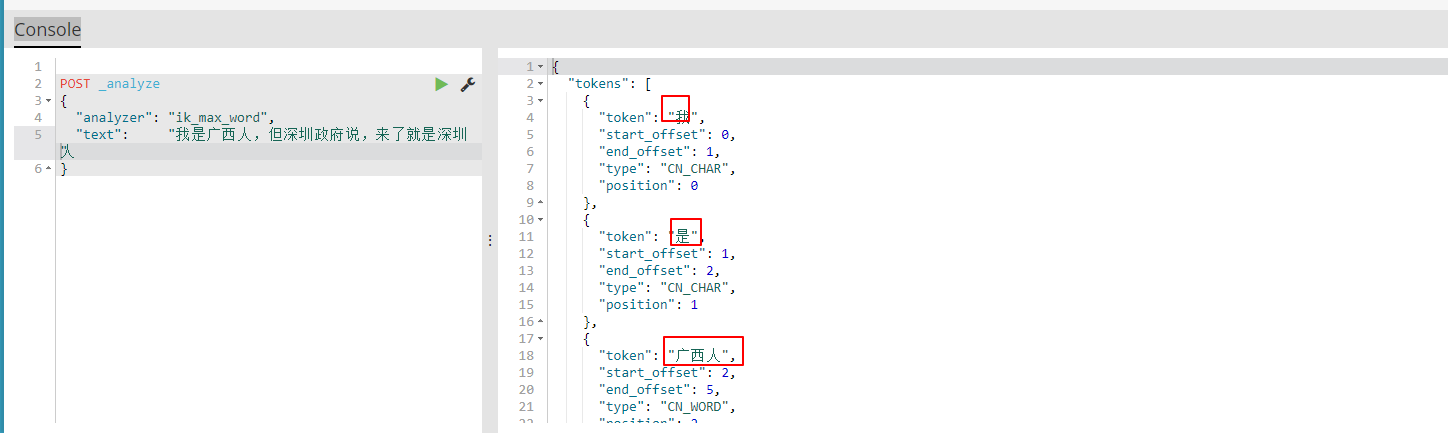 Console
1
2 POST _analyze
3 {
4 "analyzer": "ik_max_word",
5 "text": "我是广西人，但深圳政府说，来了就是深圳
人
6 }
1 {
2 "tokens": [
3 {
4 "token": "我",
5 "start_offset": 0,
6 "end_offset": 1,
7 "type": "CN_CHAR",
8 "position": 0
9 },
10 {
11 "token": "是",
12 "start_offset": 1,
13 "end_offset": 2,
14 "type": "CN_CHAR",
15 "position": 1
16 },
17 {
18 "token": "广西人",
19 "start_offset": 2,
20 "end_offset": 5,
21 "type": "CN_WORD",
22 "position": 2